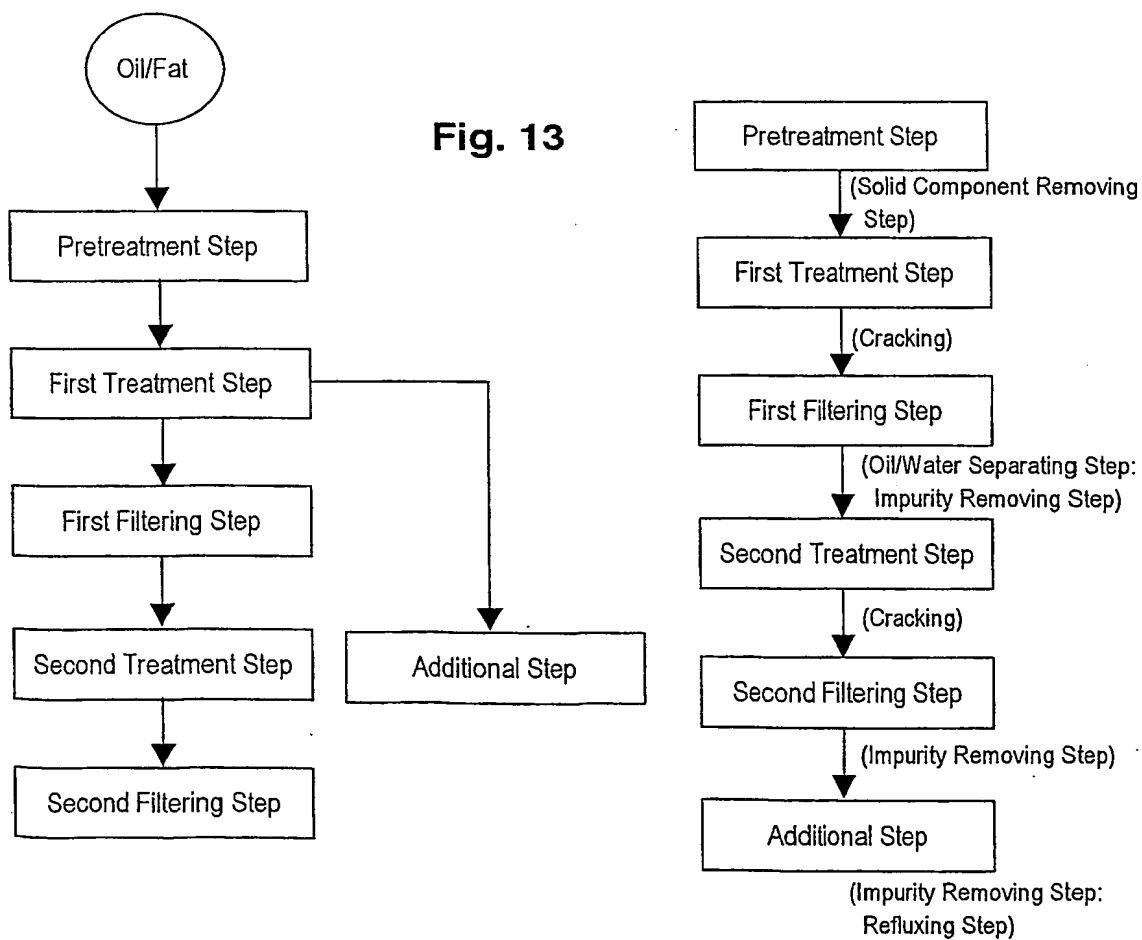 Oil/Fat
Pretreatment Step
First Treatment Step
First Filtering Step
Second Treatment Step
Second Filtering Step
Additional Step
Fig. 13
Pretreatment Step
(Solid Component Removing
Step)
First Treatment Step
(Cracking)
First Filtering Step
(Oil/Water Separating Step:
Impurity Removing Step)
Second Treatment Step
(Cracking)
Second Filtering Step
(Impurity Removing Step)
Additional Step
(Impurity Removing Step:
Refluxing Step)